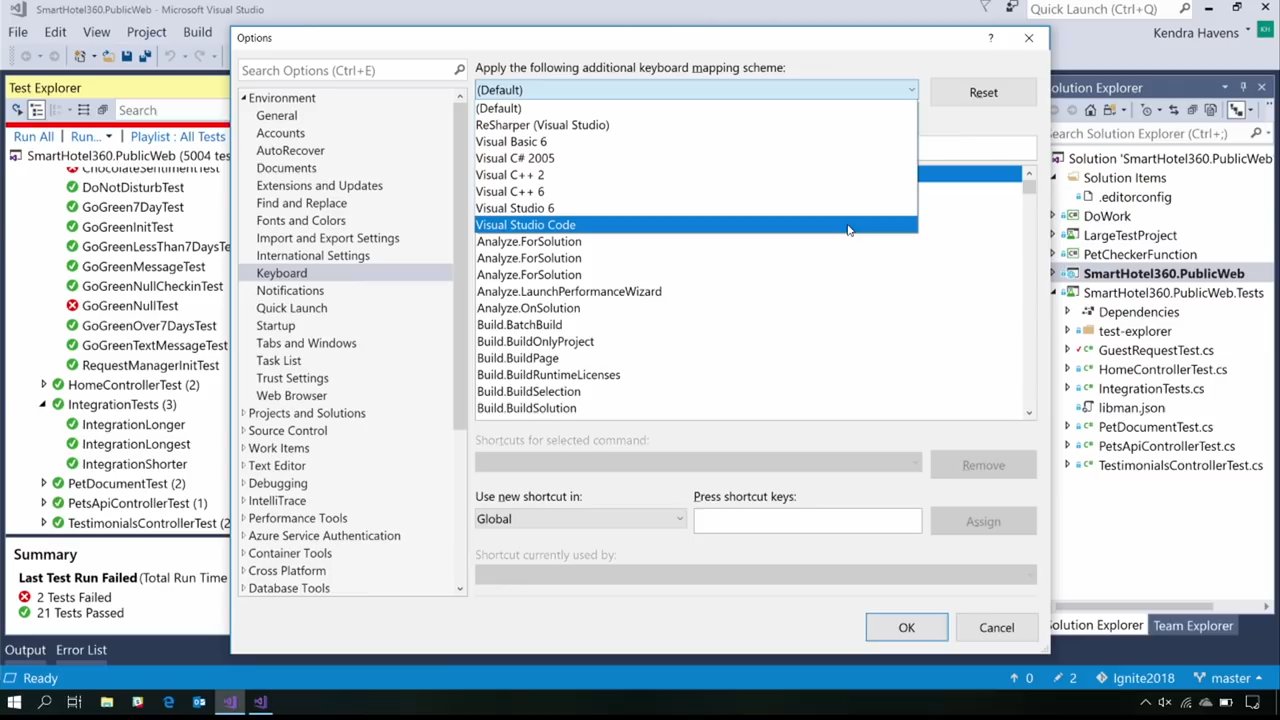 SmartHotel360.PublicWeb - Microsoft Visual Studio
Quick Launch (Ctrl+Q)
File Edit View Project Build
Kendra Havens KH
Options
?
Test Explorer
Search
Run All | Run... | Playlist : All Tests
SmartHotel360.PublicWeb (5004 tes
ChocolateSentimentTest
DoNotDisturbTest
GoGreen7DayTest
GoGreenInitTest
GoGreenLessThan7DaysTe
GoGreenMessageTest
GoGreenNullCheckinTest
GoGreenNullTest
GoGreenOver7DaysTest
GoGreenTextMessageTest
RequestManagerInitTest
HomeControllerTest (2)
IntegrationTests (3)
IntegrationLonger
IntegrationLongest
IntegrationShorter
PetDocumentTest (2)
PetsApiControllerTest (1)
TestimonialsControllerTest (2
Summary
Last Test Run Failed (Total Run Time
2 Tests Failed
21 Tests Passed
Output Error List
Search Options (Ctrl+E)
Environment
General
Accounts
AutoRecover
Documents
Extensions and Updates
Find and Replace
Fonts and Colors
Import and Export Settings
International Settings
Keyboard
Notifications
Quick Launch
Startup
Tabs and Windows
Task List
Trust Settings
Web Browser
Projects and Solutions
Source Control
Work Items
Text Editor
Debugging
IntelliTrace
Performance Tools
Azure Service Authentication
Container Tools
Cross Platform
Database Tools
Apply the following additional keyboard mapping scheme:
(Default)
Reset
(Default)
ReSharper (Visual Studio)
Visual Basic 6
Visual C# 2005
Visual C++ 2
Visual C++ 6
Visual Studio 6
Visual Studio Code
Analyze.ForSolution
Analyze.ForSolution
Analyze.ForSolution
Analyze.LaunchPerformanceWizard
Analyze.OnSolution
Build.BatchBuild
Build.BuildOnlyProject
Build.BuildPage
Build.BuildRuntimeLicenses
Build.BuildSelection
Build.BuildSolution
Shortcuts for selected command:
Remove
Use new shortcut in:
Press shortcut keys:
Global
Assign
Shortcut currently used by:
OK
Cancel
olution Explorer
Search Solution Explorer (Ctrl+;)
Solution 'SmartHotel360.PublicWeb'
Solution Items
.editorconfig
DoWork
LargeTestProject
PetCheckerFunction
SmartHotel360.PublicWeb
SmartHotel360.PublicWeb.Tests
Dependencies
test-explorer
GuestRequestTest.cs
HomeControllerTest.cs
IntegrationTests.cs
libman.json
PetDocumentTest.cs
PetsApiControllerTest.cs
TestimonialsControllerTest.cs
olution Explorer Team Explorer
Ready
0 2 Ignite2018 master